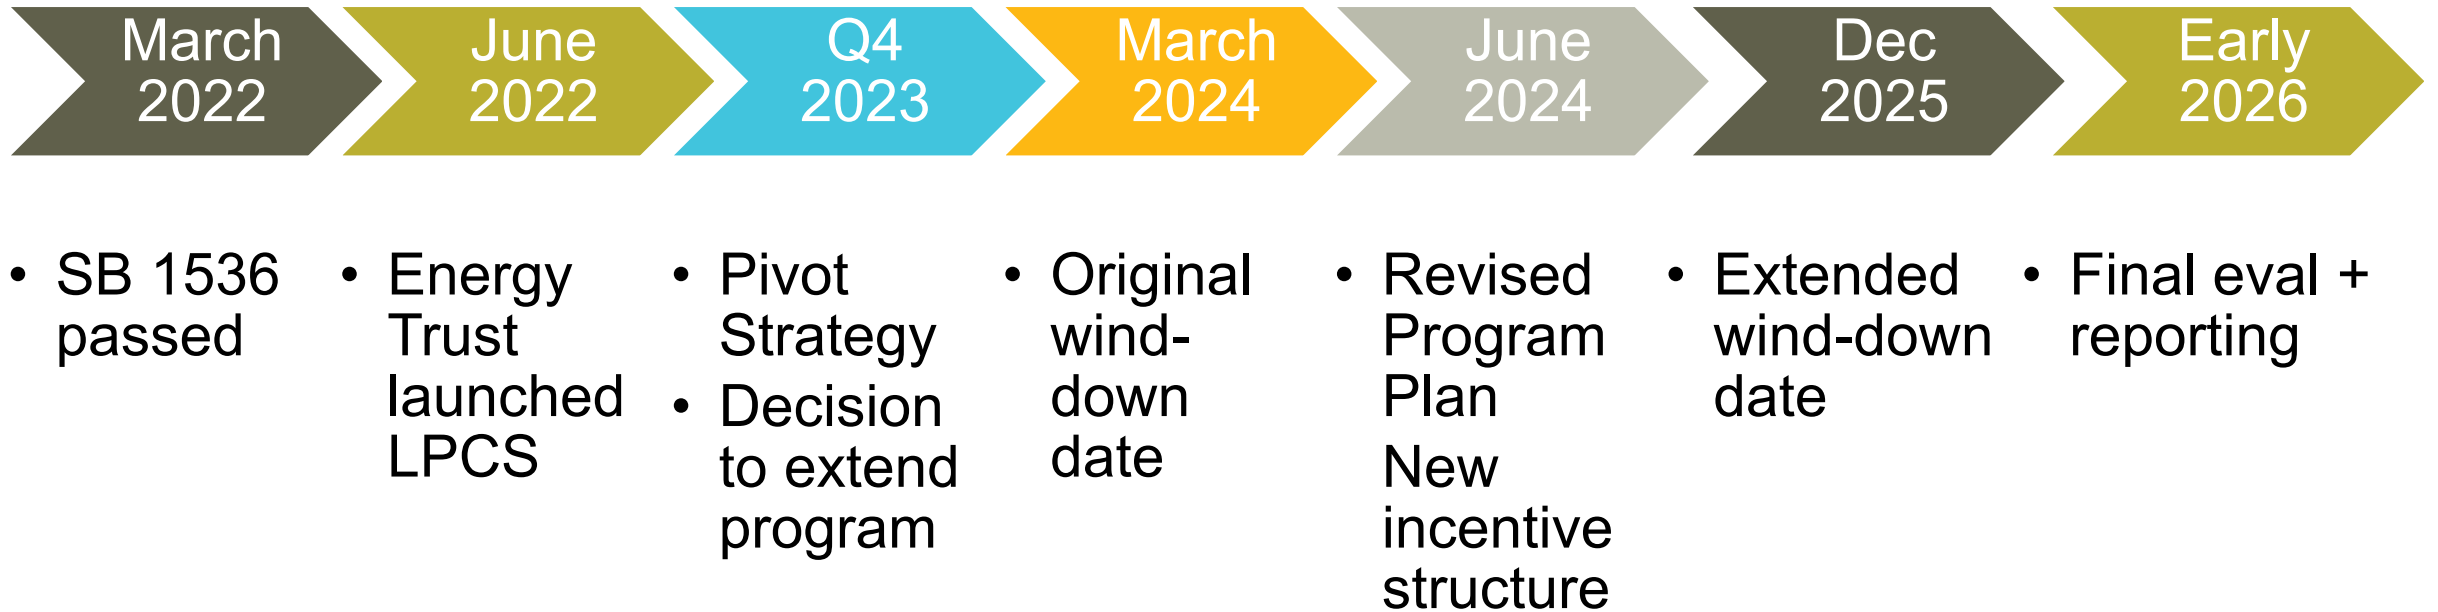 March
2022
June
2022
Q4
2023
March
2024
June
2024
Dec
2025
Early
2026
• SB 1536
passed
• Energy
Trust
launched
LPCS
• Pivot
Strategy
• Decision
to extend
program
• Original
wind-
down
date
• Revised
Program
Plan
New
incentive
structure
• Extended
wind-down
date
• Final eval +
reporting